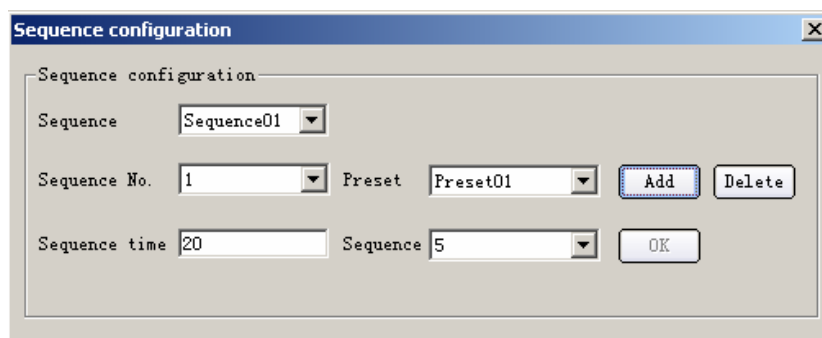 Sequence configuration
Sequence configuration
Sequence Sequence01
Sequence No. 1 Preset Preset01 Add Delete
Sequence time 20 Sequence 5 OK